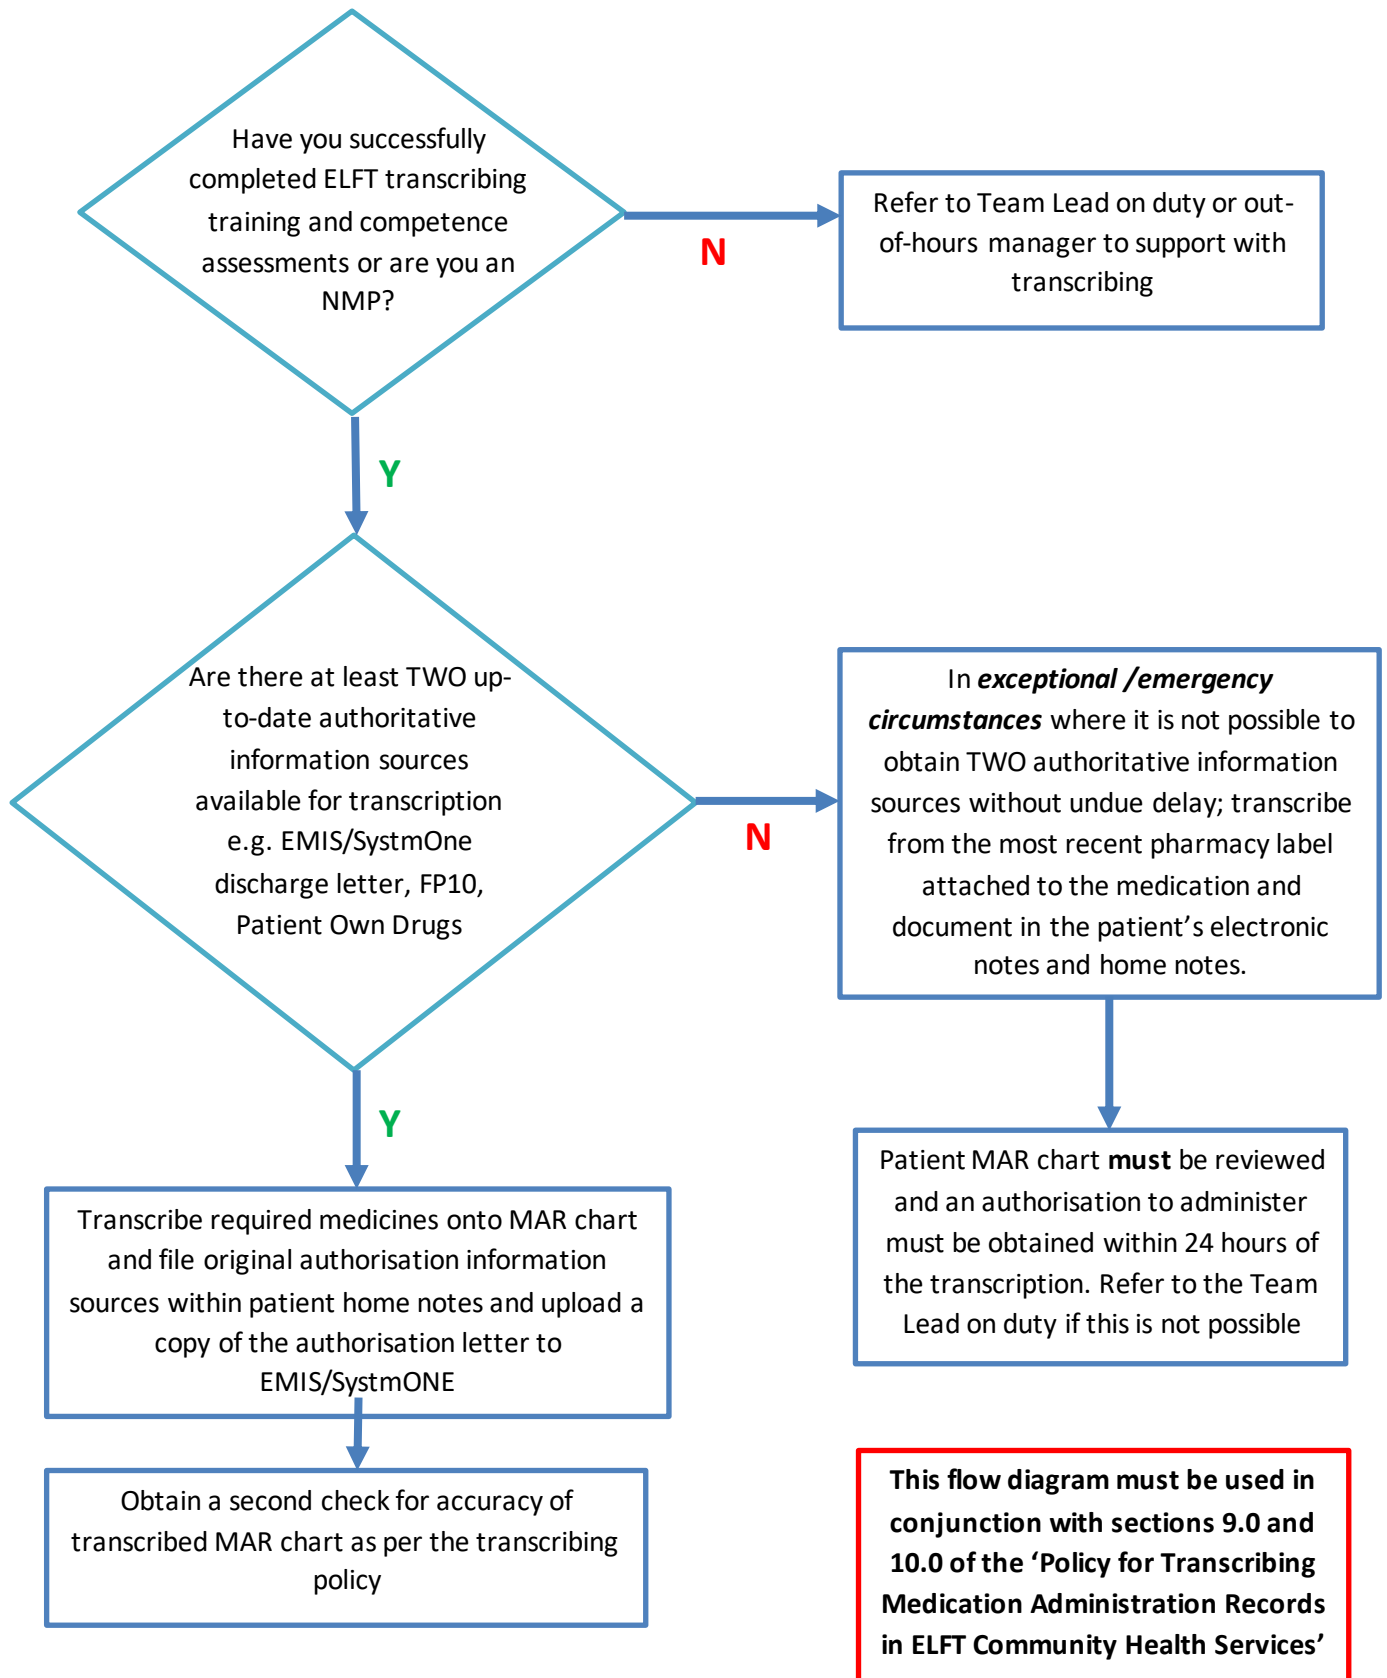 Have you successfully
completed ELFT transcribing
training and competence
assessments or are you an
NMP?
N
Refer to Team Lead on duty or out-
of-hours manager to support with
transcribing
Y
Are there at least TWO up-
to-date authoritative
information sources
available for transcription
e.g. EMIS/SystmOne
discharge letter, FP10,
Patient Own Drugs
N
In exceptional /emergency
circumstances where it is not possible to
obtain TWO authoritative information
sources without undue delay; transcribe
from the most recent pharmacy label
attached to the medication and
document in the patient’s electronic
notes and home notes.
Y
Patient MAR chart must be reviewed
and an authorisation to administer
must be obtained within 24 hours of
the transcription. Refer to the Team
Lead on duty if this is not possible
Transcribe required medicines onto MAR chart
and file original authorisation information
sources within patient home notes and upload a
copy of the authorisation letter to
EMIS/SystmONE
Obtain a second check for accuracy of
transcribed MAR chart as per the transcribing
policy
This flow diagram must be used in
conjunction with sections 9.0 and
10.0 of the ‘Policy for Transcribing
Medication Administration Records
in ELFT Community Health Services’